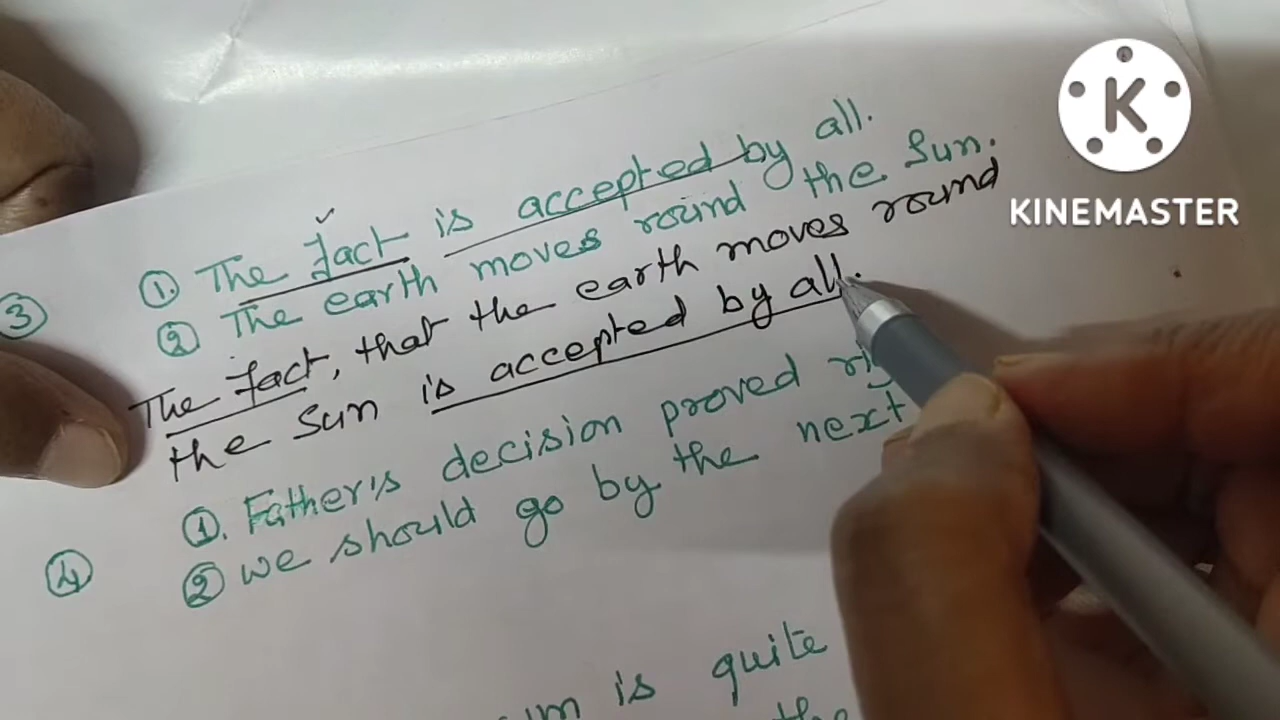 K
KINEMASTER
③ ①. The fact is accepted by all.
② The earth moves round the Sun.
The fact, that the earth moves round
the Sun is accepted by all.
④ ①. Father's decision proved
② We should go by the next
is quite
the